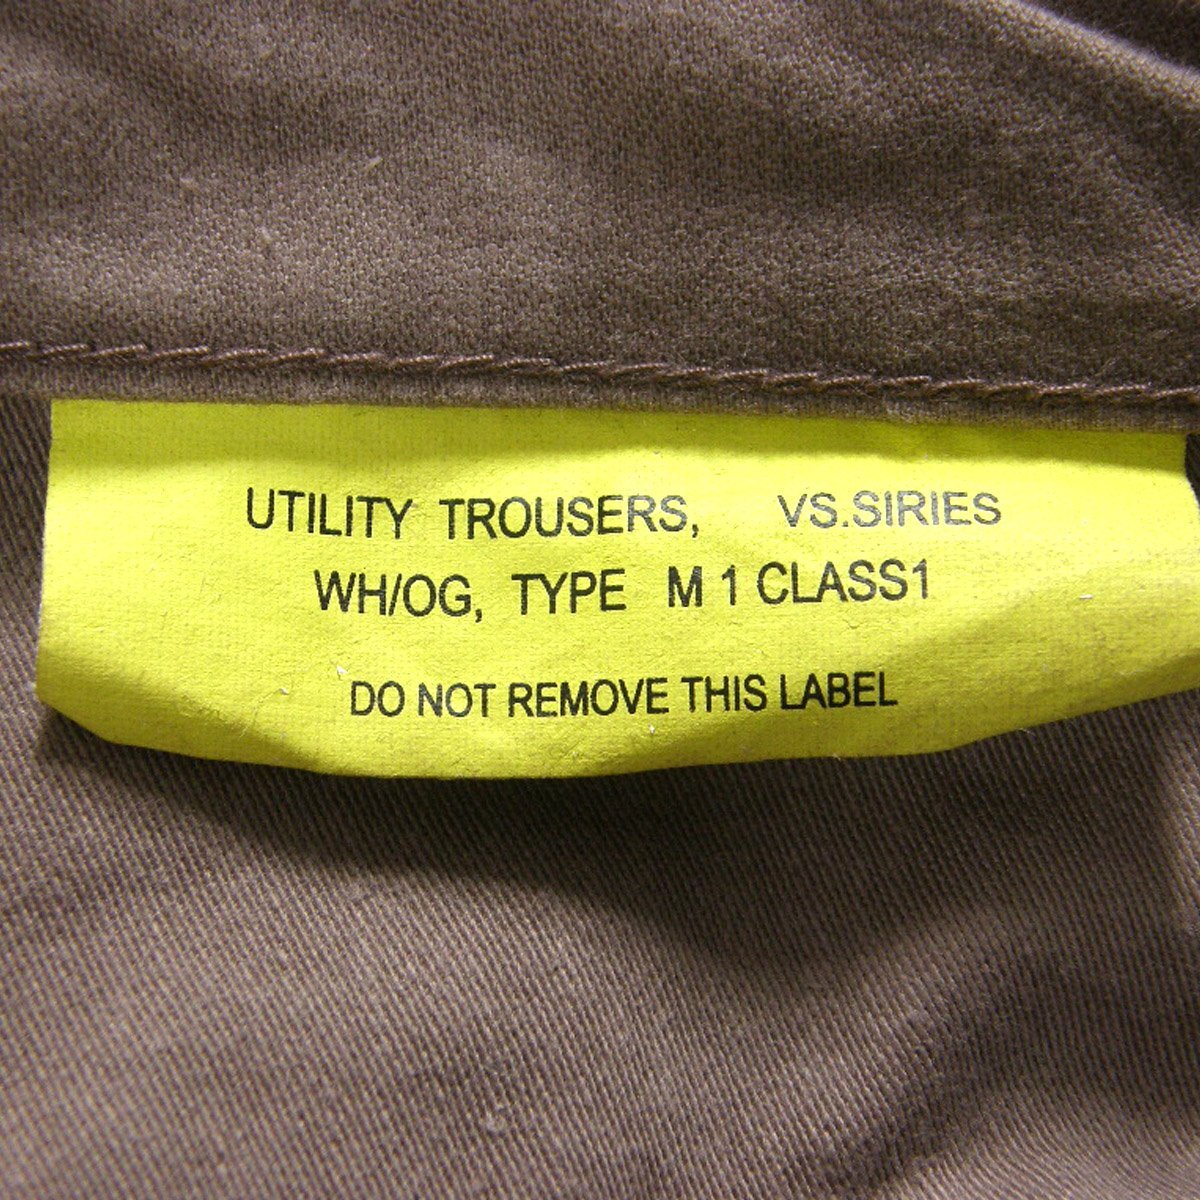 UTILITY TROUSERS, VS.SIRIES
WH/OG, TYPE M 1 CLASS1
DO NOT REMOVE THIS LABEL